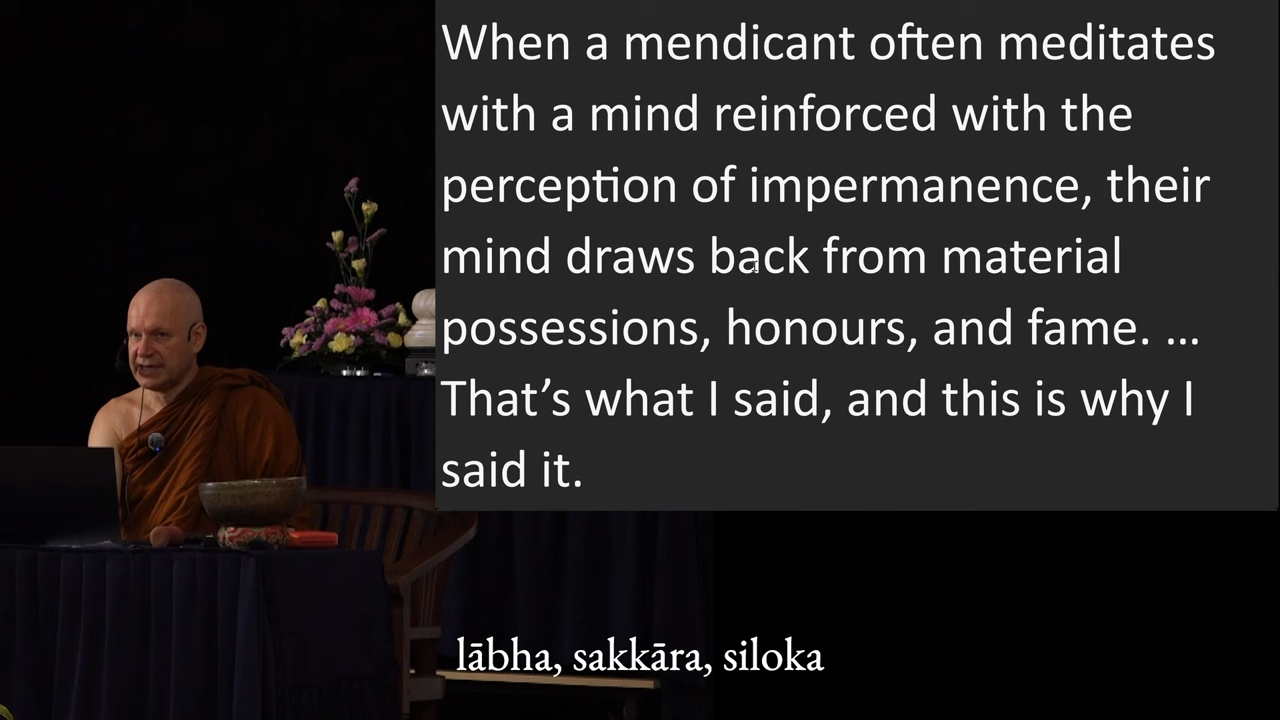 When a mendicant often meditates
with a mind reinforced with the
perception of impermanence, their
mind draws back from material
possessions, honours, and fame. ...
That’s what I said, and this is why I
said it.
lābha, sakkāra, siloka